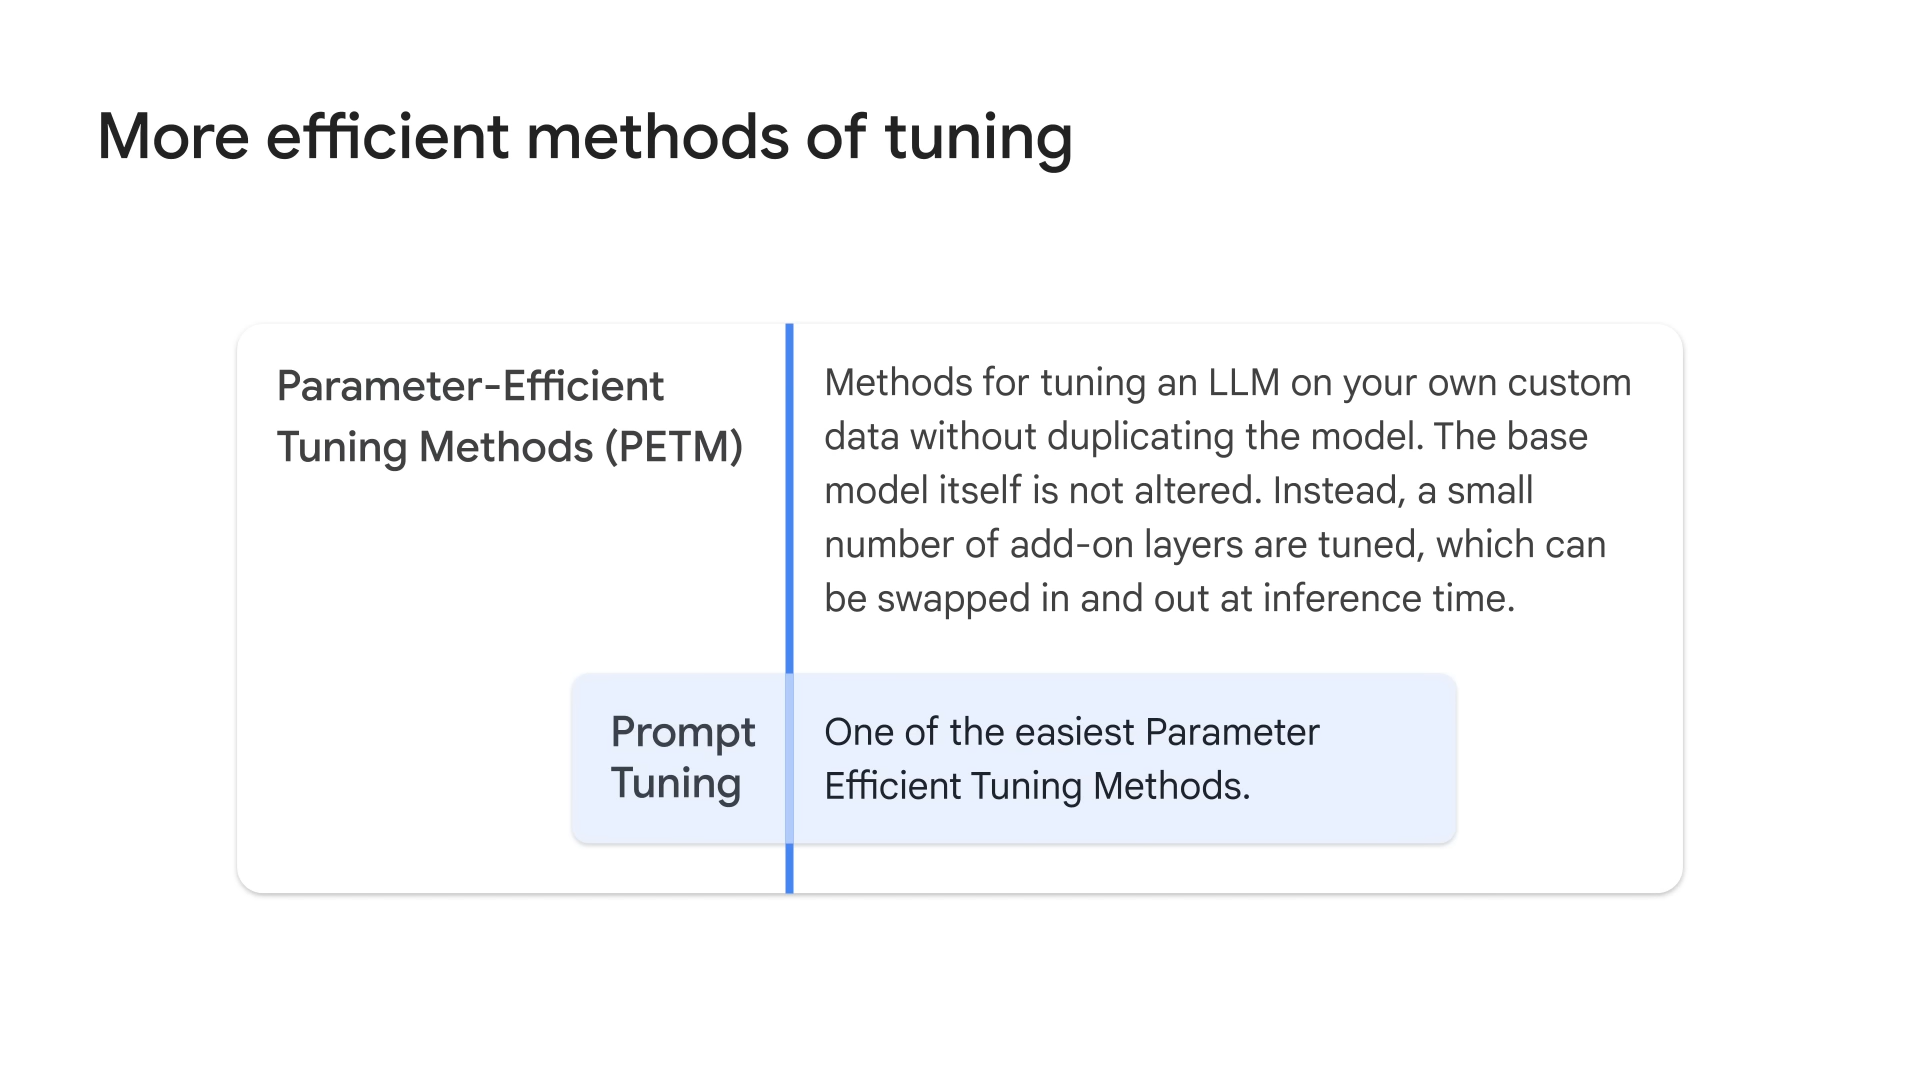 More efficient methods of tuning
Parameter-Efficient
Tuning Methods (PETM)
Methods for tuning an LLM on your own custom
data without duplicating the model. The base
model itself is not altered. Instead, a small
number of add-on layers are tuned, which can
be swapped in and out at inference time.
Prompt
Tuning
One of the easiest Parameter
Efficient Tuning Methods.